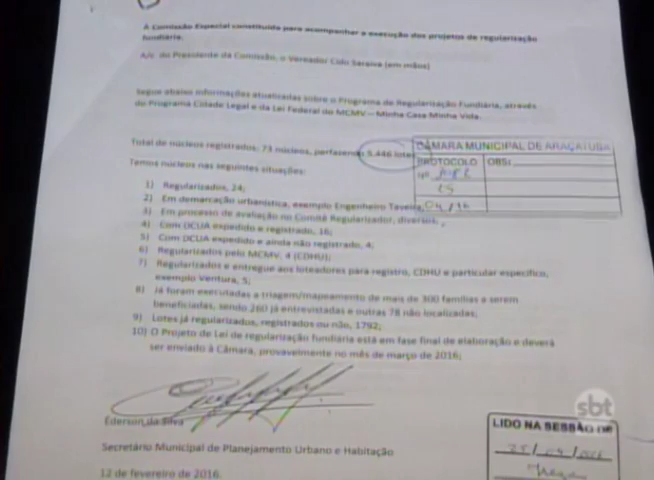 À Comissão Especial constituída para acompanhar a execução dos projetos de regularização
fundiária.
A/c. do Presidente da Comissão, o Vereador Cido Saraiva (em mãos)
Segue abaixo informações atualizadas sobre o Programa de Regularização Fundiária, através
do Programa Cidade Legal e da Lei Federal do MCMV – Minha Casa Minha Vida.
Total de núcleos registrados: 73 núcleos, perfazendo 5.446 lotes
CÂMARA MUNICIPAL DE ARAÇATUBA
PROTOCOLO OBS:
Temos núcleos nas seguintes situações:
1) Regularizados, 24;
2) Em demarcação urbanística, exemplo Engenheiro Taveira,
3) Em processo de avaliação no Comitê Regularizador, diversos;
4) Com DCUA expedido e registrado, 16;
5) Com DCUA expedido e ainda não registrado, 4;
6) Regularizados pelo MCMV, 4 (CDHU);
7) Regularizados e entregue aos loteadores para registro, CDHU e particular específico,
exemplo Ventura, 5;
8) Já foram executadas a triagem/mapeamento de mais de 300 famílias a serem
beneficiadas, sendo 260 já entrevistadas e outras 78 não localizadas;
9) Lotes já regularizados, registrados ou não, 1792;
10) O Projeto de Lei de regularização fundiária está em fase final de elaboração e deverá
ser enviado à Câmara, provavelmente no mês de março de 2016;
sbt
Ederson da Silva
LIDO NA SESSÃO DE
Secretário Municipal de Planejamento Urbano e Habitação
12 de fevereiro de 2016.